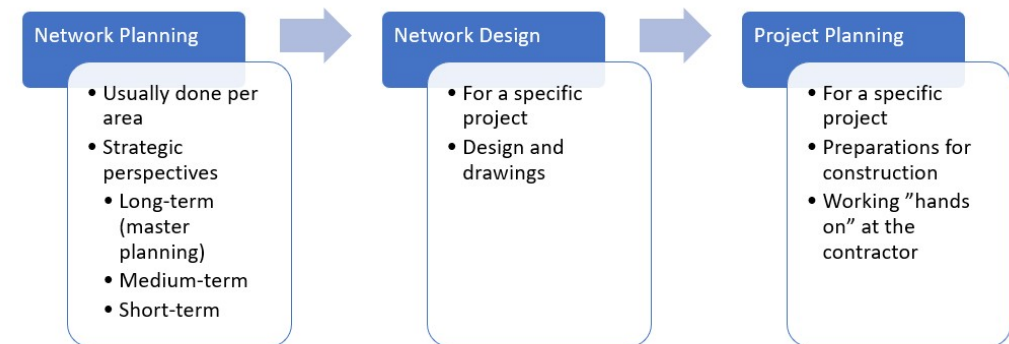 Network Planning
• Usually done per
area
• Strategic
perspectives
• Long-term
(master
planning)
• Medium-term
• Short-term
Network Design
• For a specific
project
• Design and
drawings
Project Planning
• For a specific
project
• Preparations for
construction
• Working ”hands
on” at the
contractor